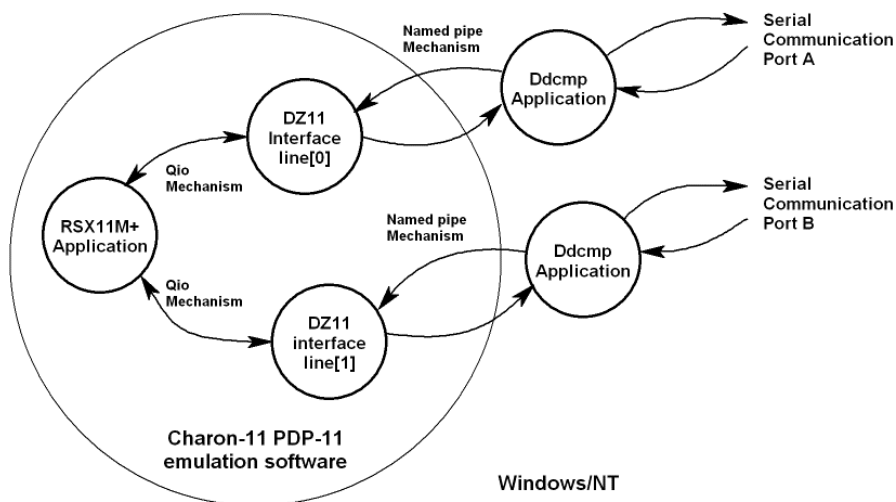 Named pipe
Mechanism
Ddcmp
Application
Serial
Communication
Port A
DZ11
Interface
line[0]
Qio
Mechanism
RSX11M+
Application
Qio
Mechanism
Named pipe
Mechanism
Ddcmp
Application
Serial
Communication
Port B
DZ11
interface
line[1]
Charon-11 PDP-11
emulation software
Windows/NT